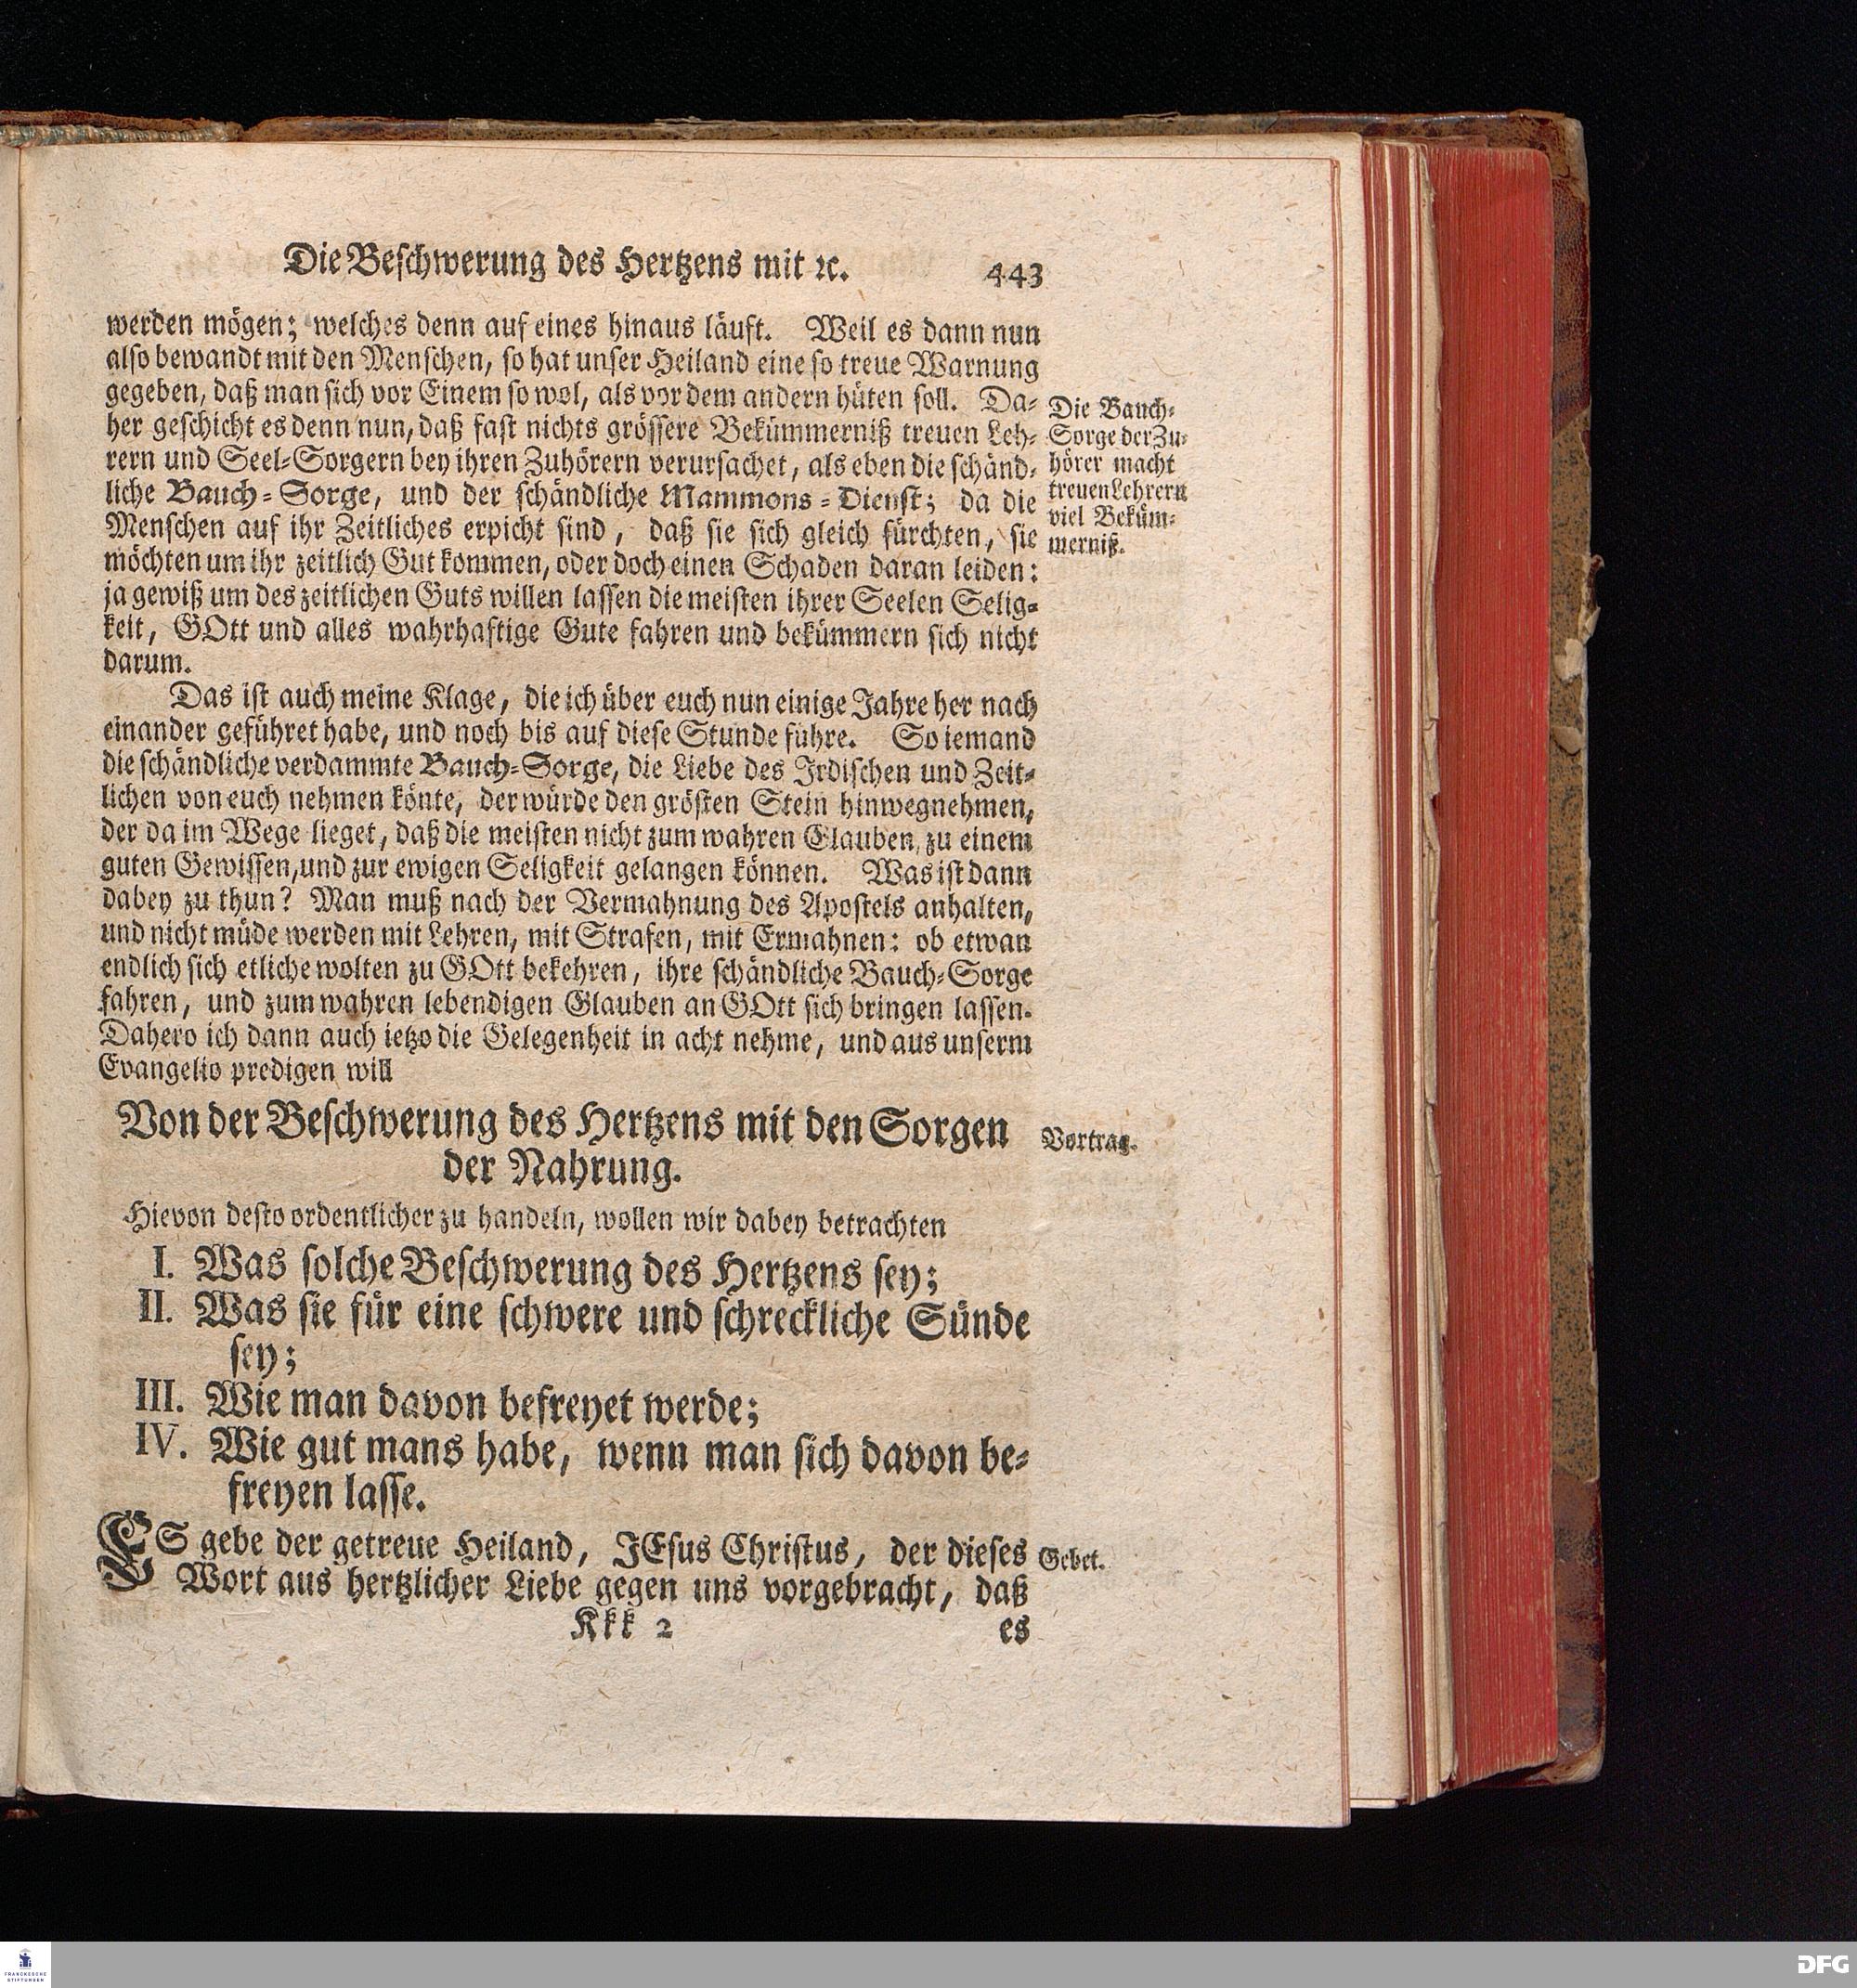 Die Beschwerung des Hertzens mit ꝛc. 443
werden mögen; welches denn auf eines hinaus läuft. Weil es dann nun
also bewandt mit den Menschen, so hat unser Heiland eine so treue Warnung
gegeben, daß man sich vor Einem so wol, als vor dem andern hüten soll. Da-
her geschicht es denn nun, daß fast nichts grössere Bekümmerniß treuen Leh-
rern und Seel-Sorgern bey ihren Zuhörern verursachet, als eben die schänd-
liche Bauch-Sorge, und der schändliche Mammons-Dienst; da die
Menschen auf ihr Zeitliches erpicht sind, daß sie sich gleich fürchten, sie
möchten um ihr zeitlich Gut kommen, oder doch einen Schaden daran leiden:
ja gewiß um des zeitlichen Guts willen lassen die meisten ihrer Seelen Selig-
keit, GOtt und alles wahrhaftige Gute fahren und bekümmern sich nicht
darum.
Die Bauch-
Sorge der Zu-
hörer macht
treuen Lehrern
viel Beküm-
merniß.
Das ist auch meine Klage, die ich über euch nun einige Jahre her nach
einander geführet habe, und noch bis auf diese Stunde führe. So iemand
die schändliche verdammte Bauch-Sorge, die Liebe des Irdischen und Zeit-
lichen von euch nehmen könte, der würde den grösten Stein hinwegnehmen,
der da im Wege lieget, daß die meisten nicht zum wahren Glauben, zu einem
guten Gewissen, und zur ewigen Seligkeit gelangen können. Was ist dann
dabey zu thun? Man muß nach der Vermahnung des Apostels anhalten,
und nicht müde werden mit Lehren, mit Strafen, mit Ermahnen: ob etwan
endlich sich etliche wolten zu GOtt bekehren, ihre schändliche Bauch-Sorge
fahren, und zum wahren lebendigen Glauben an GOtt sich bringen lassen.
Dahero ich dann auch ietzo die Gelegenheit in acht nehme, und aus unserm
Evangelio predigen will
Von der Beschwerung des Hertzens mit den Sorgen
der Nahrung.
Vortrag.
Hievon desto ordentlicher zu handeln, wollen wir dabey betrachten
I. Was solche Beschwerung des Hertzens sey;
II. Was sie für eine schwere und schreckliche Sünde
sey;
III. Wie man davon befreyet werde;
IV. Wie gut mans habe, wenn man sich davon be-
freyen lasse.
ES gebe der getreue Heiland, JEsus Christus, der dieses
Wort aus hertzlicher Liebe gegen uns vorgebracht, daß
Gebet.
Kkk 2 es
FRANCKESCHE
STIFTUNGEN
DFG